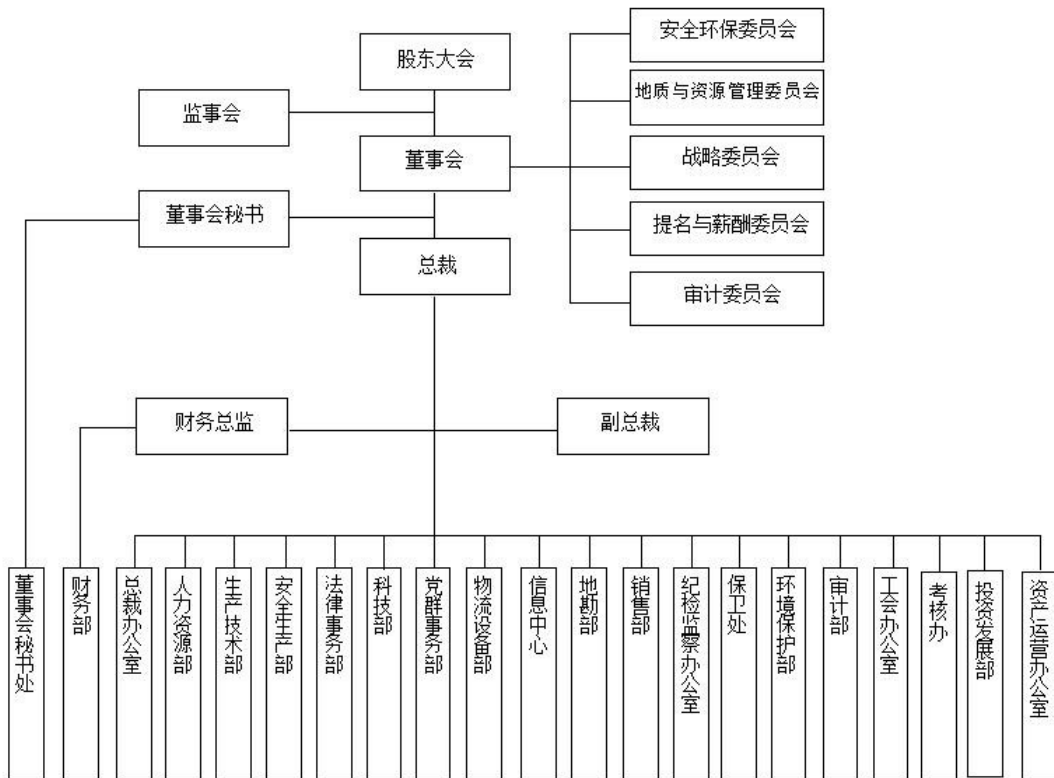 安全环保委员会
股东大会
地质与资源管理委员会
监事会
董事会
战略委员会
董事会秘书
提名与薪酬委员会
总裁
审计委员会
财务总监
副总裁
董事会秘书处
财务部
总裁办公室
人力资源部
生产技术部
安全生产部
法律事务部
科技部
党群事务部
物流设备部
信息中心
地勘部
销售部
纪检监察办公室
保卫处
环境保护部
审计部
工会办公室
考核办
投资发展部
资产运营办公室